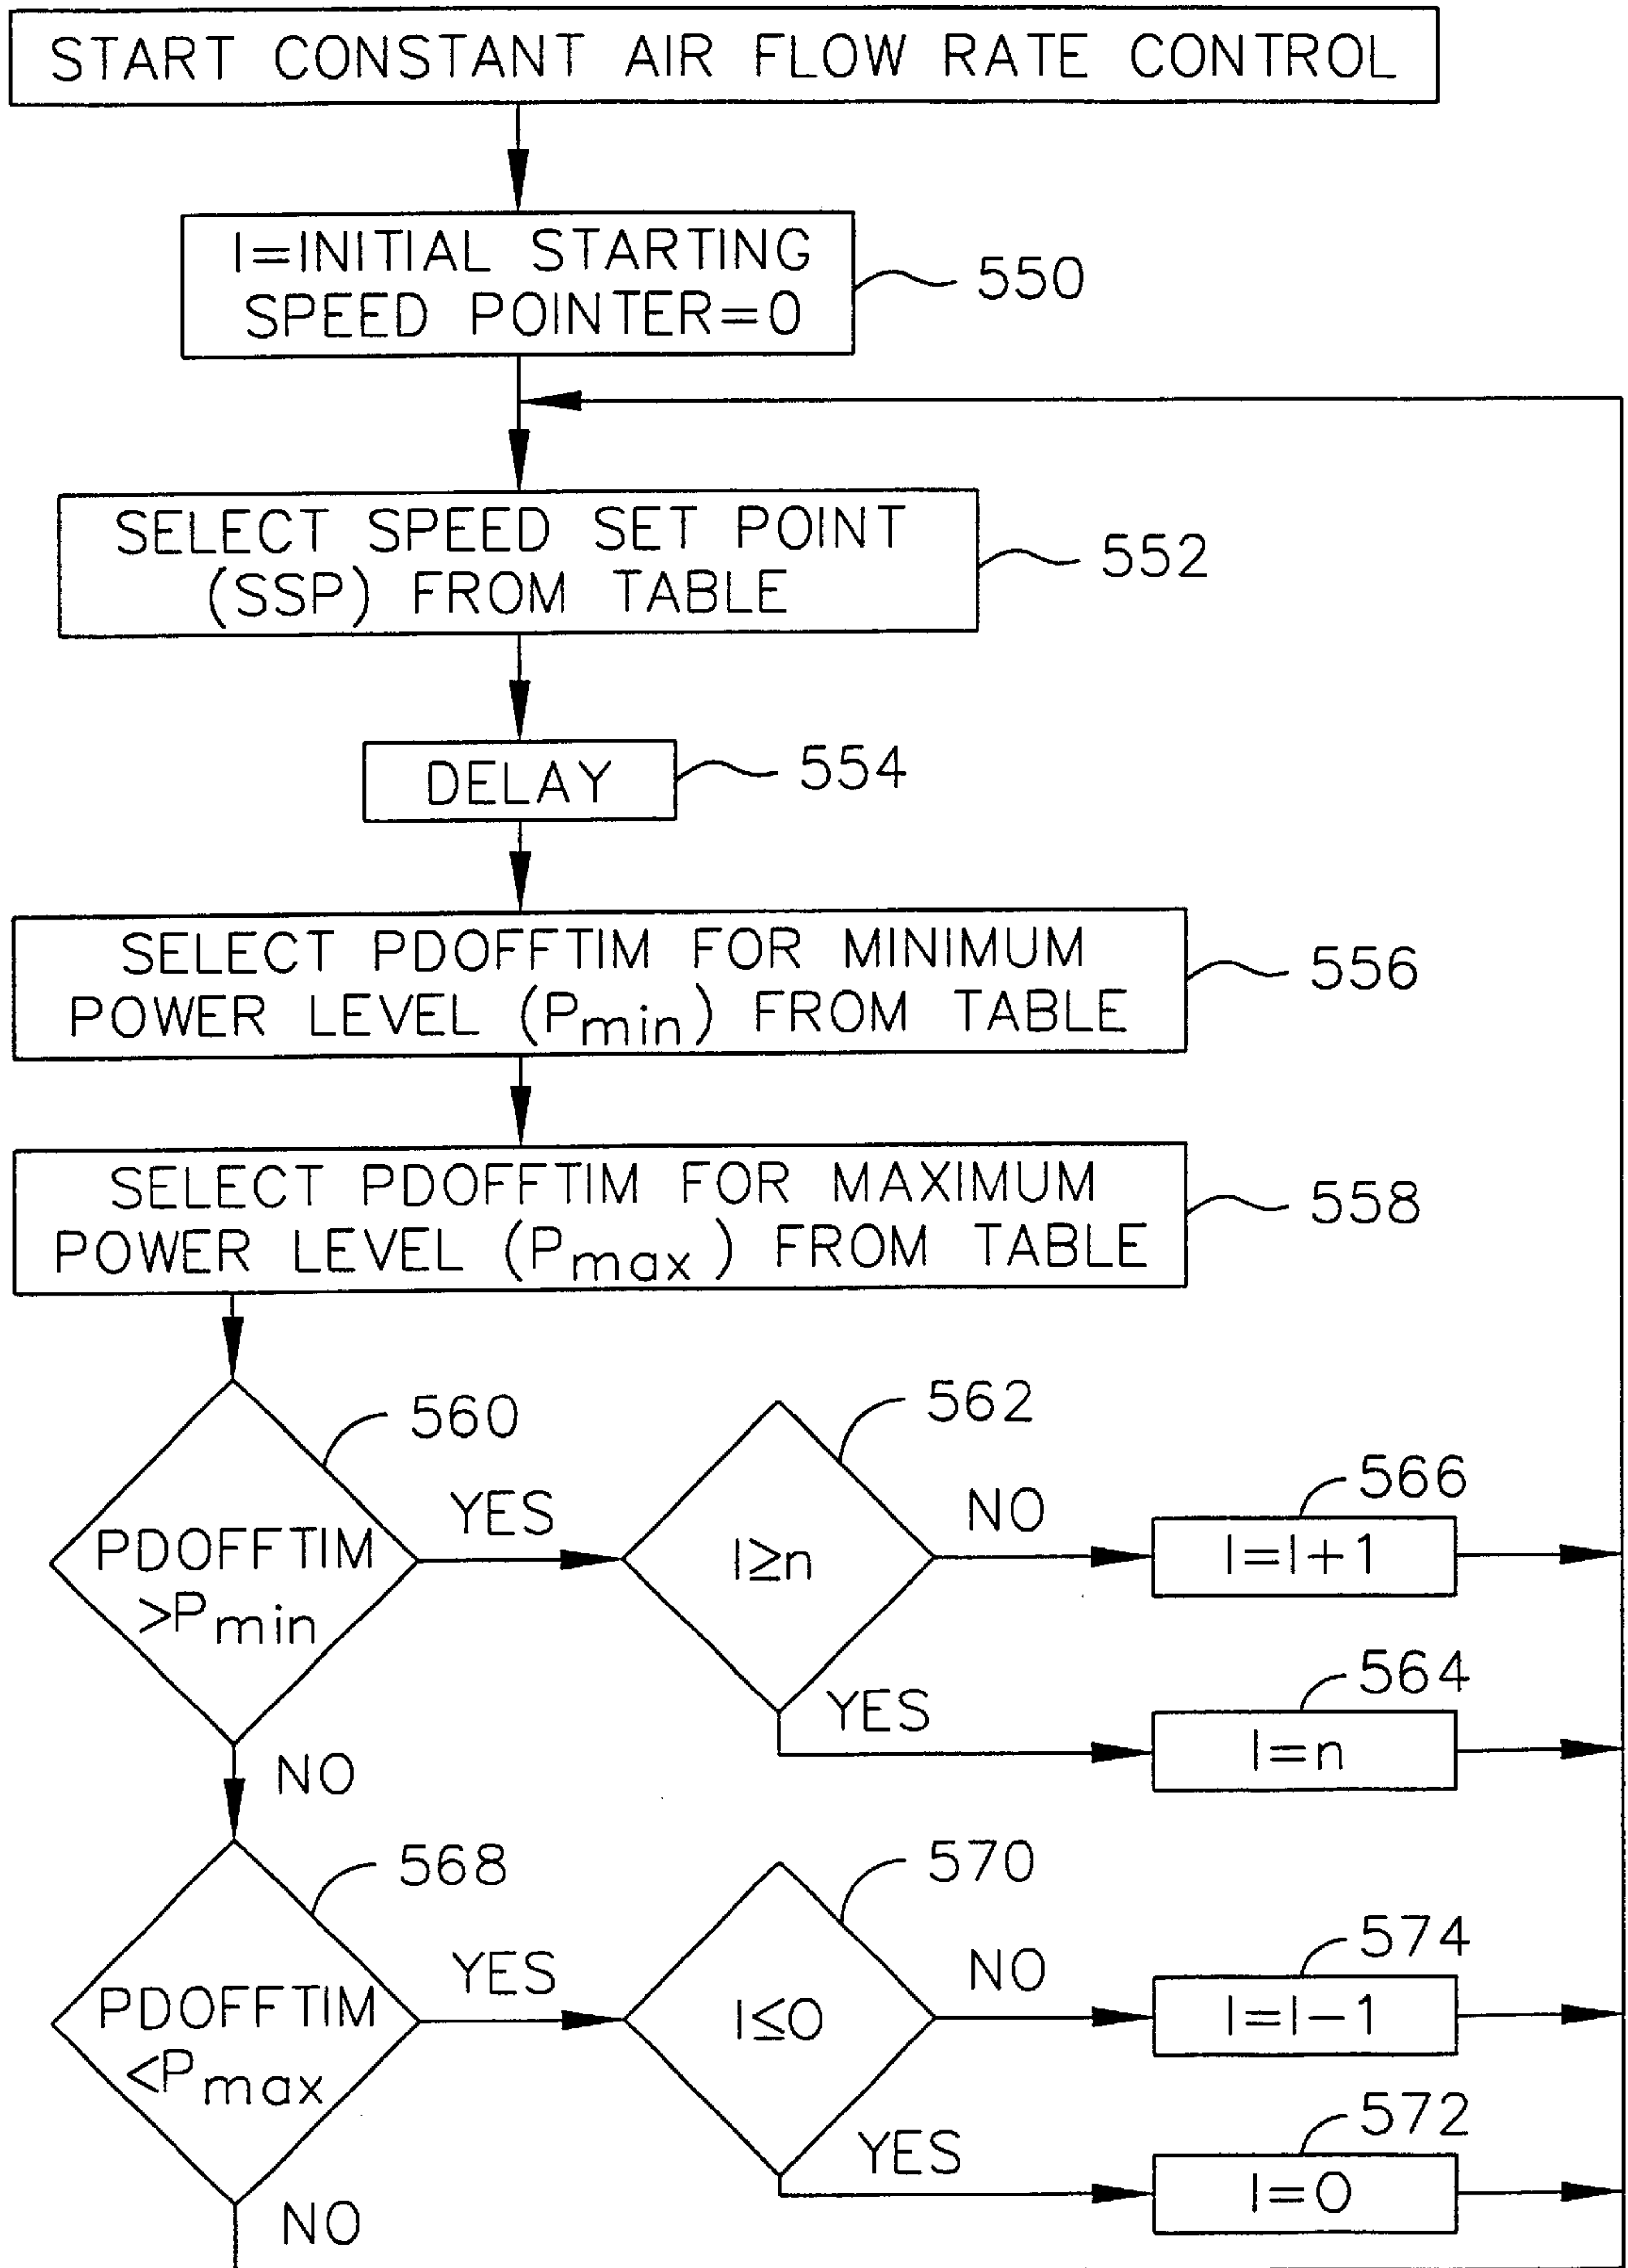 START CONSTANT AIR FLOW RATE CONTROL
I=INITIAL STARTING
SPEED POINTER=0
550
SELECT SPEED SET POINT
(SSP) FROM TABLE
552
DELAY
554
SELECT PDOFFTIM FOR MINIMUM
POWER LEVEL (Pmin) FROM TABLE
556
SELECT PDOFFTIM FOR MAXIMUM
POWER LEVEL (Pmax) FROM TABLE
558
560
PDOFFTIM
>Pmin
YES
562
I≥n
NO
566
I=I+1
YES
564
I=n
NO
568
PDOFFTIM
<Pmax
YES
570
I≤0
NO
574
I=I-1
YES
572
I=0
NO